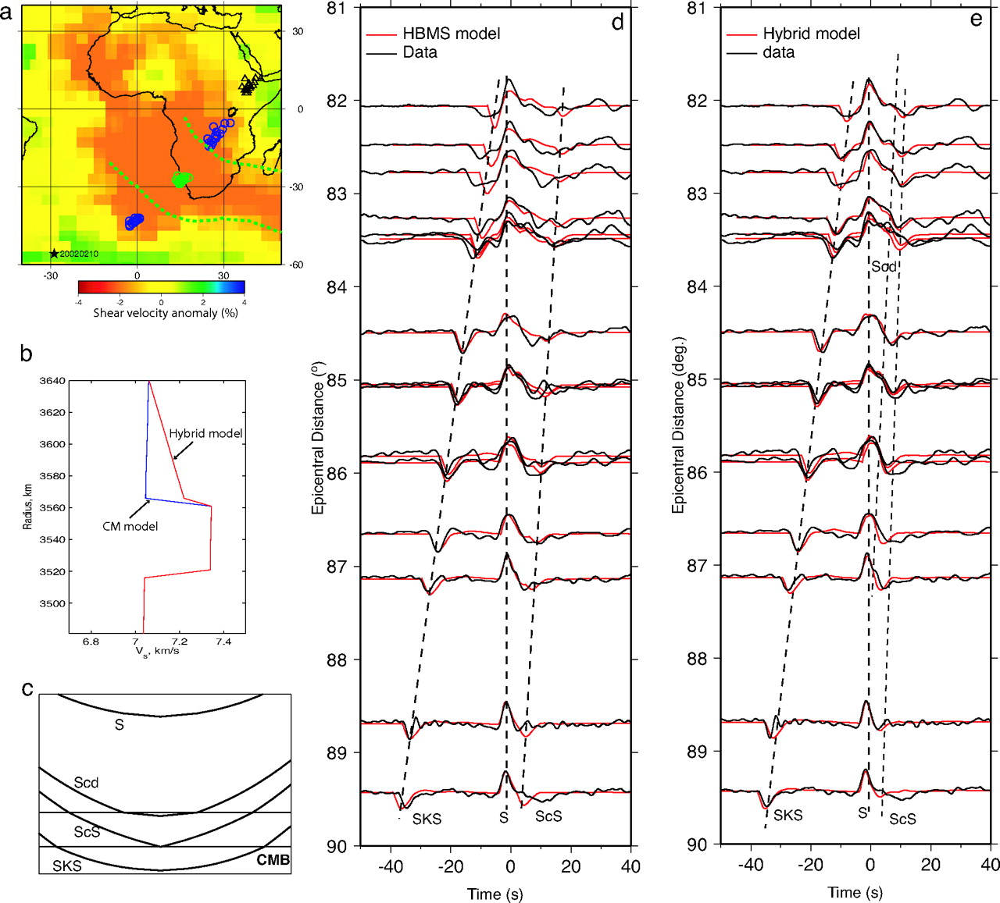 a
30
0
-30
-60
20020210
-30
0
30
-4
-2
0
2
4
Shear velocity anomaly (%)
b
3640
3620
3600
3580
3560
3540
3520
3500
Radius, km
Hybrid model
CM model
6.8
7
7.2
7.4
Vs, km/s
c
S
Scd
ScS
SKS
CMB
d
HBMS model
Data
81
82
83
84
85
86
87
88
89
90
Epicentral Distance (o)
SKS
S
ScS
-40
-20
0
20
40
Time (s)
e
Hybrid model
data
81
82
83
84
85
86
87
88
89
90
Epicentral Distance (deg.)
Scd
SKS
S
ScS
-40
-20
0
20
40
Time (s)